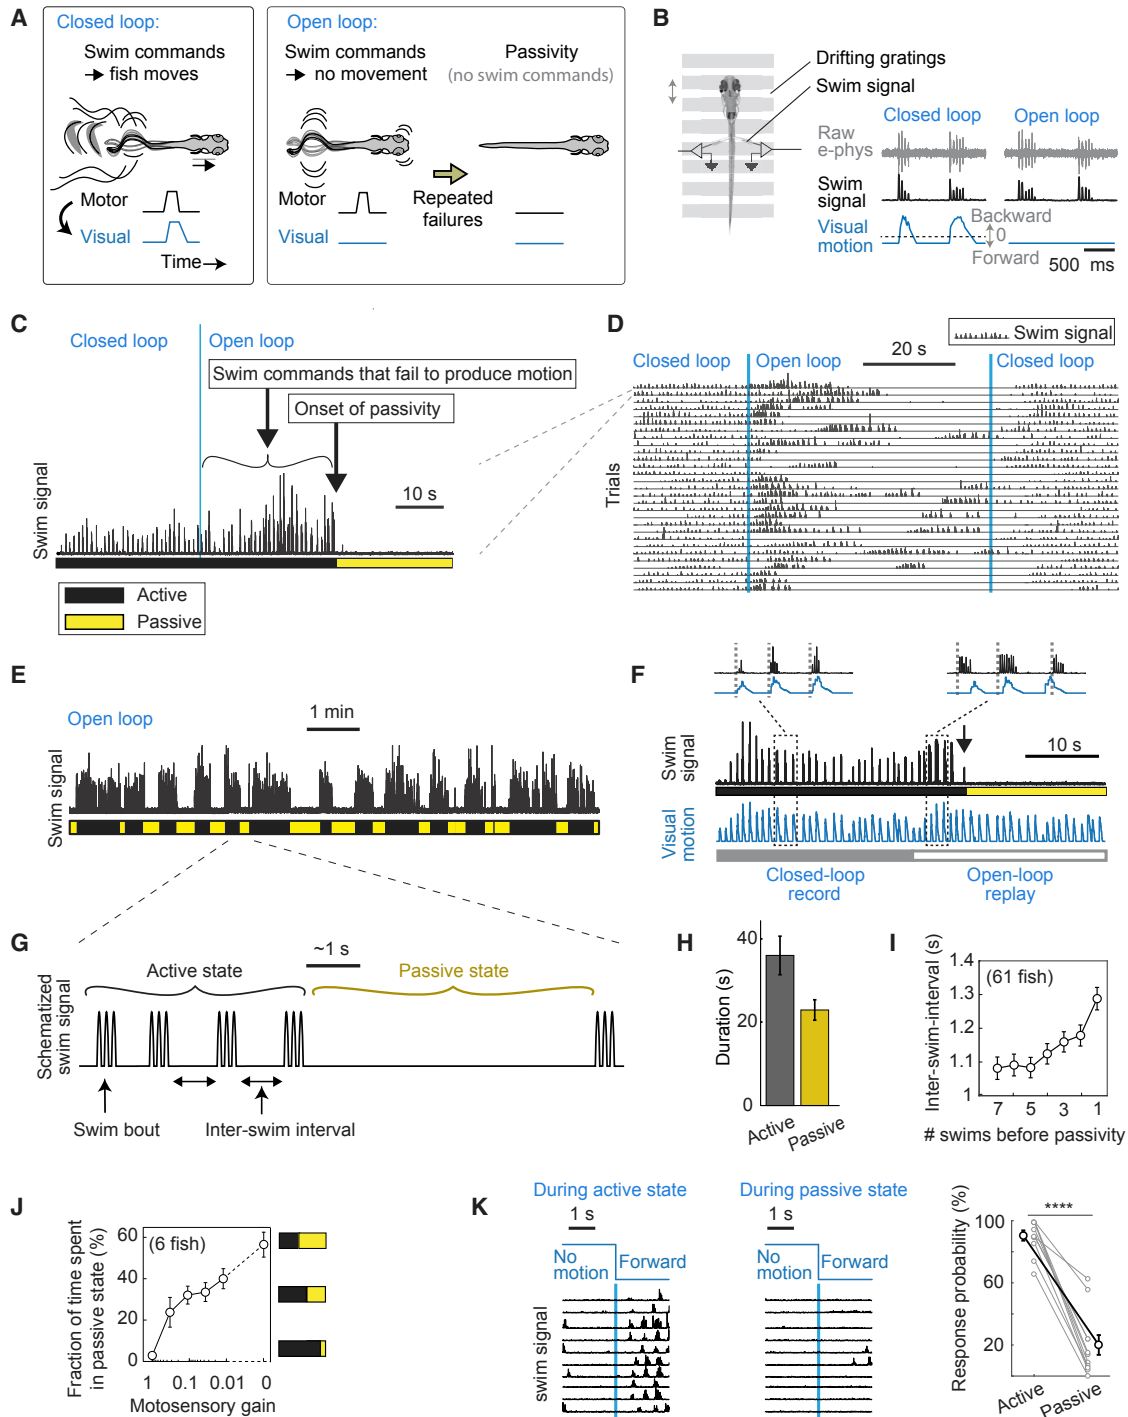 A
Closed loop:
Swim commands
fish moves
Motor
Visual
Time
Open loop:
Swim commands
no movement
Passivity
(no swim commands)
Motor
Visual
Repeated
failures
B
Drifting gratings
Swim signal
Closed loop
Open loop
Raw
e-phys
Swim
signal
Visual
motion
Backward
0
Forward
500 ms
C
Closed loop
Open loop
Swim commands that fail to produce motion
Onset of passivity
10 s
Swim signal
Active
Passive
D
Swim signal
20 s
Closed loop
Open loop
Closed loop
Trials
E
Open loop
1 min
Swim signal
F
Swim
signal
10 s
Visual
motion
Closed-loop
record
Open-loop
replay
G
~1 s
Active state
Passive state
Schematized
swim signal
Swim bout
Inter-swim interval
H
Duration (s)
40
20
0
Active
Passive
I
Inter-swim-interval (s)
(61 fish)
1.4
1.3
1.2
1.1
1
7 5 3 1
# swims before passivity
J
Fraction of time spent
in passive state (%)
(6 fish)
60
40
20
0
1 0.1 0.01 0
Motosensory gain
K
During active state
1 s
No
motion
Forward
swim signal
During passive state
1 s
No
motion
Forward
Response probability (%)
****
100
60
20
Active
Passive